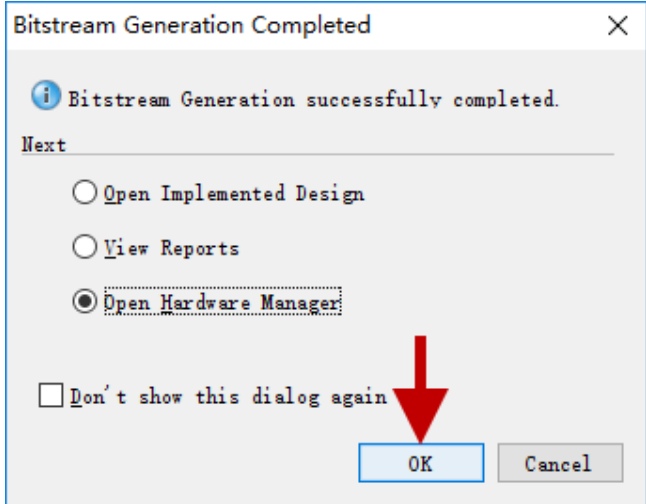 Bitstream Generation Completed
Bitstream Generation successfully completed.
Next
Open Implemented Design
View Reports
Open Hardware Manager
Don't show this dialog again
OK Cancel